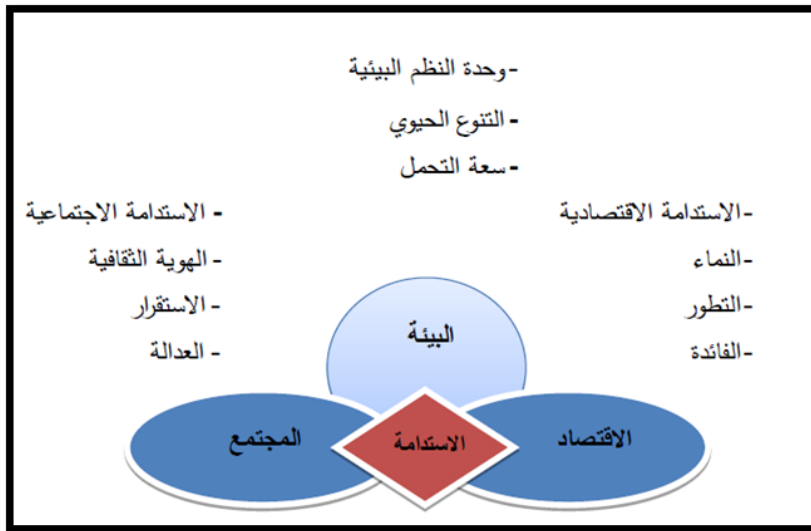 -وحدة النظم البيئية
- التنوع الحيوي
-سعة التحمل
-الاستدامة الاقتصادية
-النماء
-التطور
-الفائدة
- الاستدامة الاجتماعية
- الهوية الثقافية
- الاستقرار
- العدالة
البيئة
الاقتصاد
الاستدامة
المجتمع